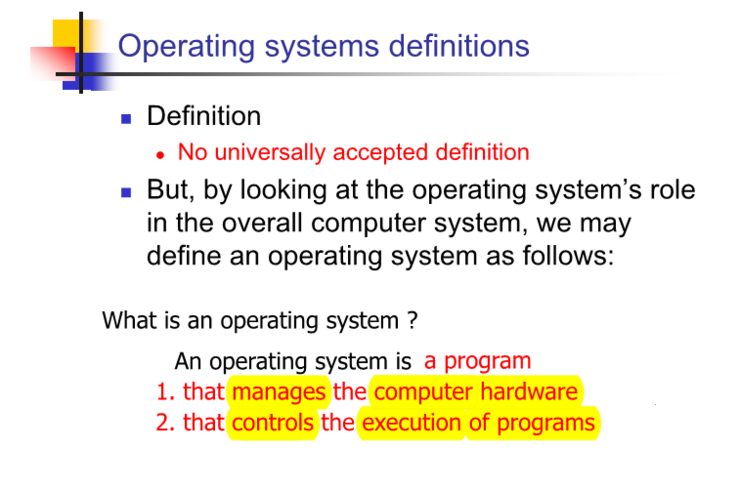 Operating systems definitions
Definition
No universally accepted definition
But, by looking at the operating system's role
in the overall computer system, we may
define an operating system as follows:
What is an operating system ?
An operating system is a program
1. that manages the computer hardware
2. that controls the execution of programs